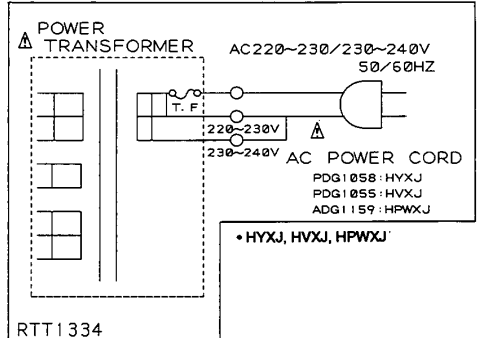 POWER
TRANSFORMER
AC220~230/230~240V
50/60HZ
T. F
220~230V
230~240V
AC POWER CORD
PDG1058:HYXJ
PDG1055:HVXJ
ADG1159:HPWXJ
• HYXJ, HVXJ, HPWXJ
RTT1334